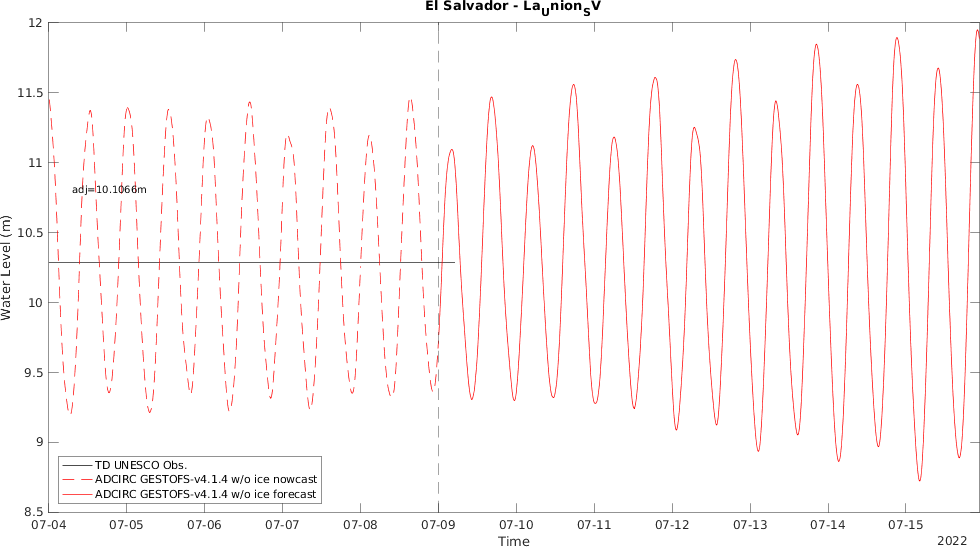 El Salvador - LaUnionSV
12
11.5
11
10.5
10
9.5
9
8.5
Water Level (m)
adj=10.1066m
TD UNESCO Obs.
ADCIRC GESTOFS-v4.1.4 w/o ice nowcast
ADCIRC GESTOFS-v4.1.4 w/o ice forecast
07-04 07-05 07-06 07-07 07-08 07-09 07-10 07-11 07-12 07-13 07-14 07-15
Time
2022